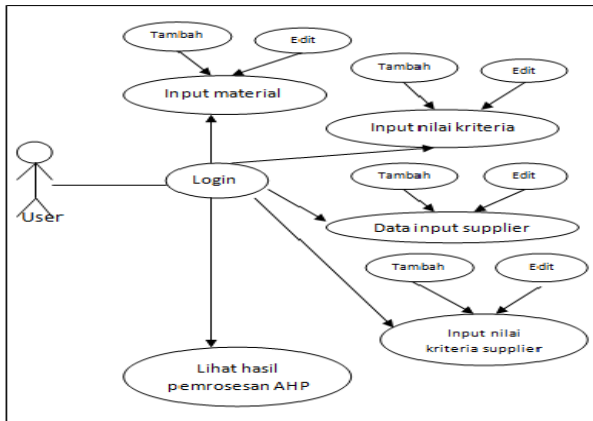 Tambah
Edit
Input material
Tambah
Edit
Input nilai kriteria
User
Login
Tambah
Edit
Data input supplier
Tambah
Edit
Input nilai
kriteria supplier
Lihat hasil
pemrosesan AHP